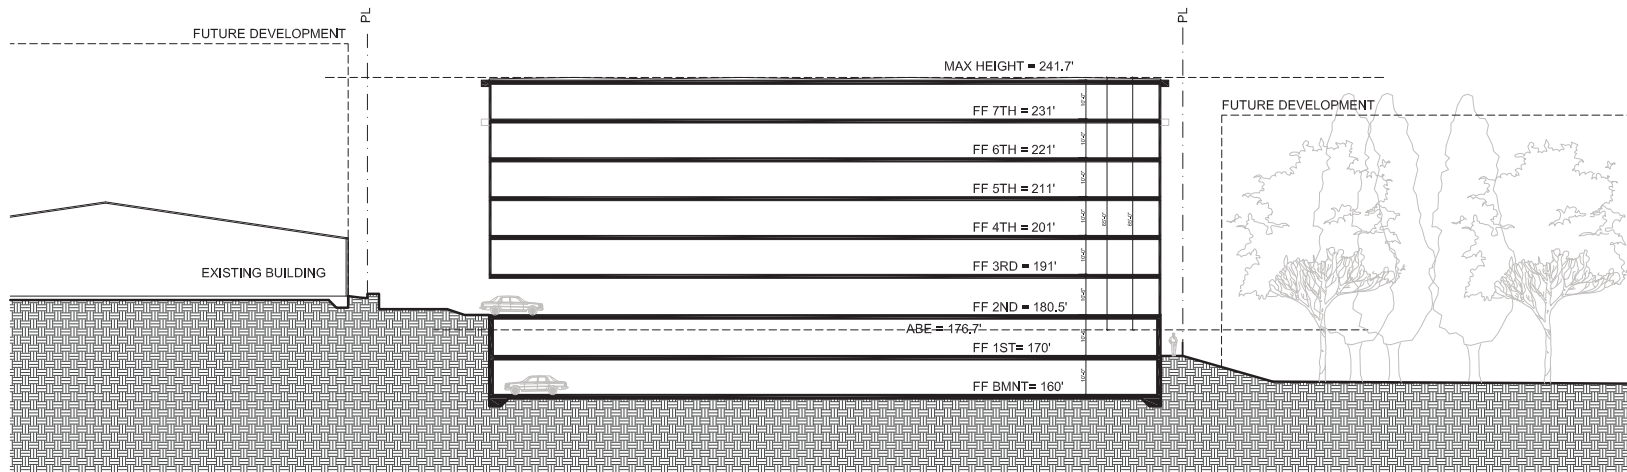 PL
PL
FUTURE DEVELOPMENT
MAX HEIGHT = 241.7'
FF 7TH = 231'
FUTURE DEVELOPMENT
FF 6TH = 221'
FF 5TH = 211'
FF 4TH = 201'
FF 3RD = 191'
EXISTING BUILDING
FF 2ND = 180.5'
ABE = 176.7'
FF 1ST= 170'
FF BMNT= 160'